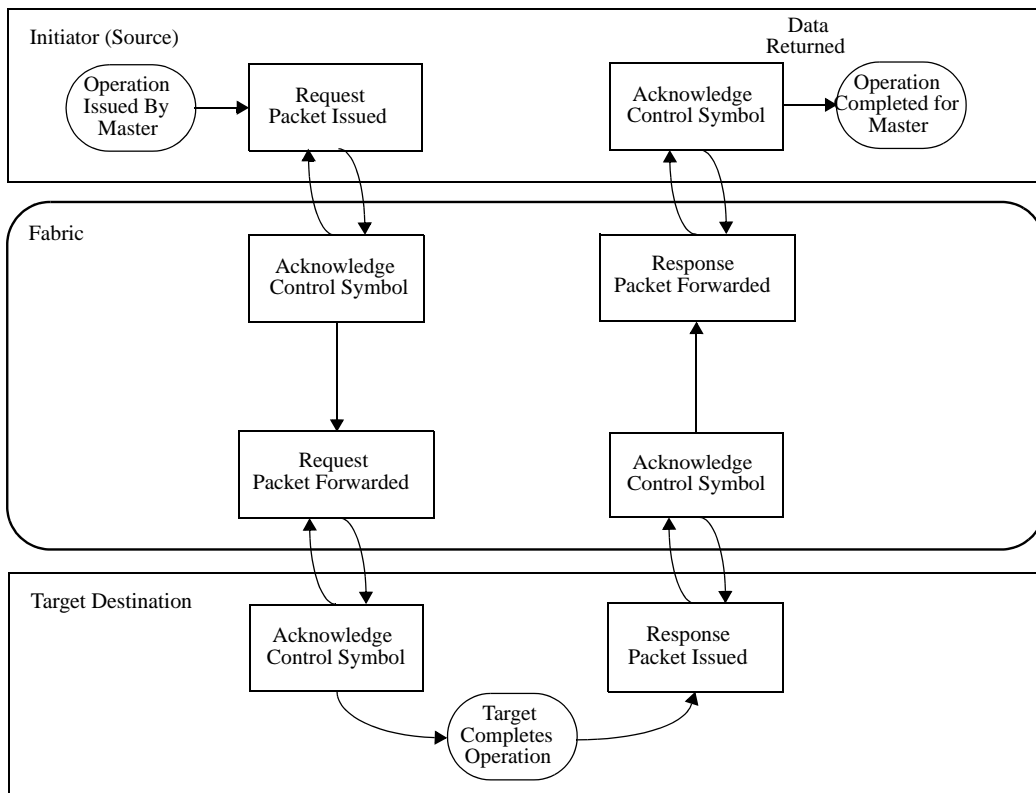 Initiator (Source)
Data
Returned
Operation
Issued By
Master
Request
Packet Issued
Acknowledge
Control Symbol
Operation
Completed for
Master
Fabric
Acknowledge
Control Symbol
Response
Packet Forwarded
Request
Packet Forwarded
Acknowledge
Control Symbol
Target Destination
Acknowledge
Control Symbol
Response
Packet Issued
Target
Completes
Operation